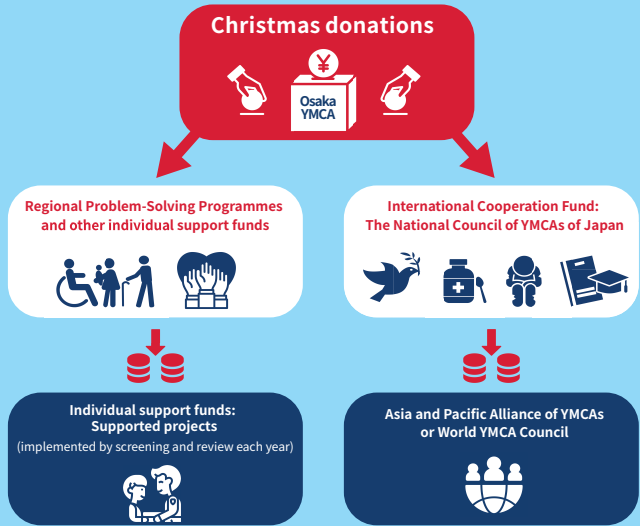 Christmas donations
¥
Osaka
YMCA
Regional Problem-Solving Programmes
and other individual support funds
International Cooperation Fund:
The National Council of YMCAs of Japan
Individual support funds:
Supported projects
(implemented by screening and review each year)
Asia and Pacific Alliance of YMCAs
or World YMCA Council